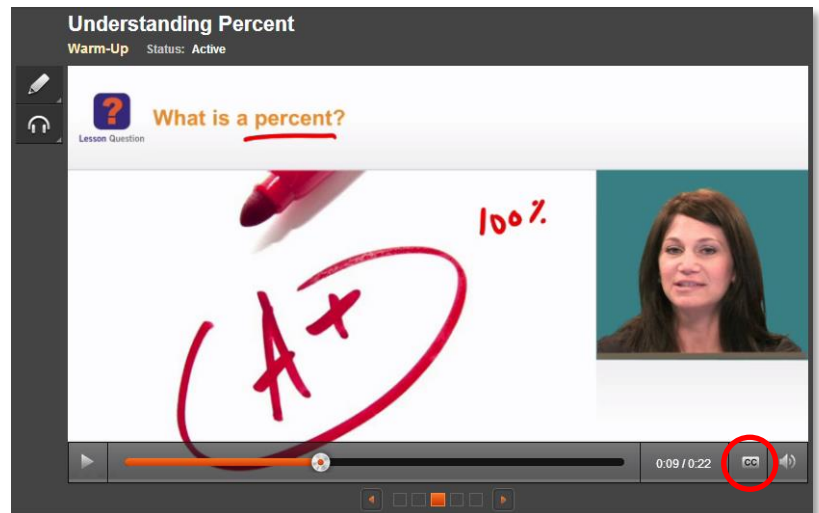 Understanding Percent
Warm-Up Status: Active
?
Lesson Question
What is a percent?
100%
A+
0:09 / 0:22
CC